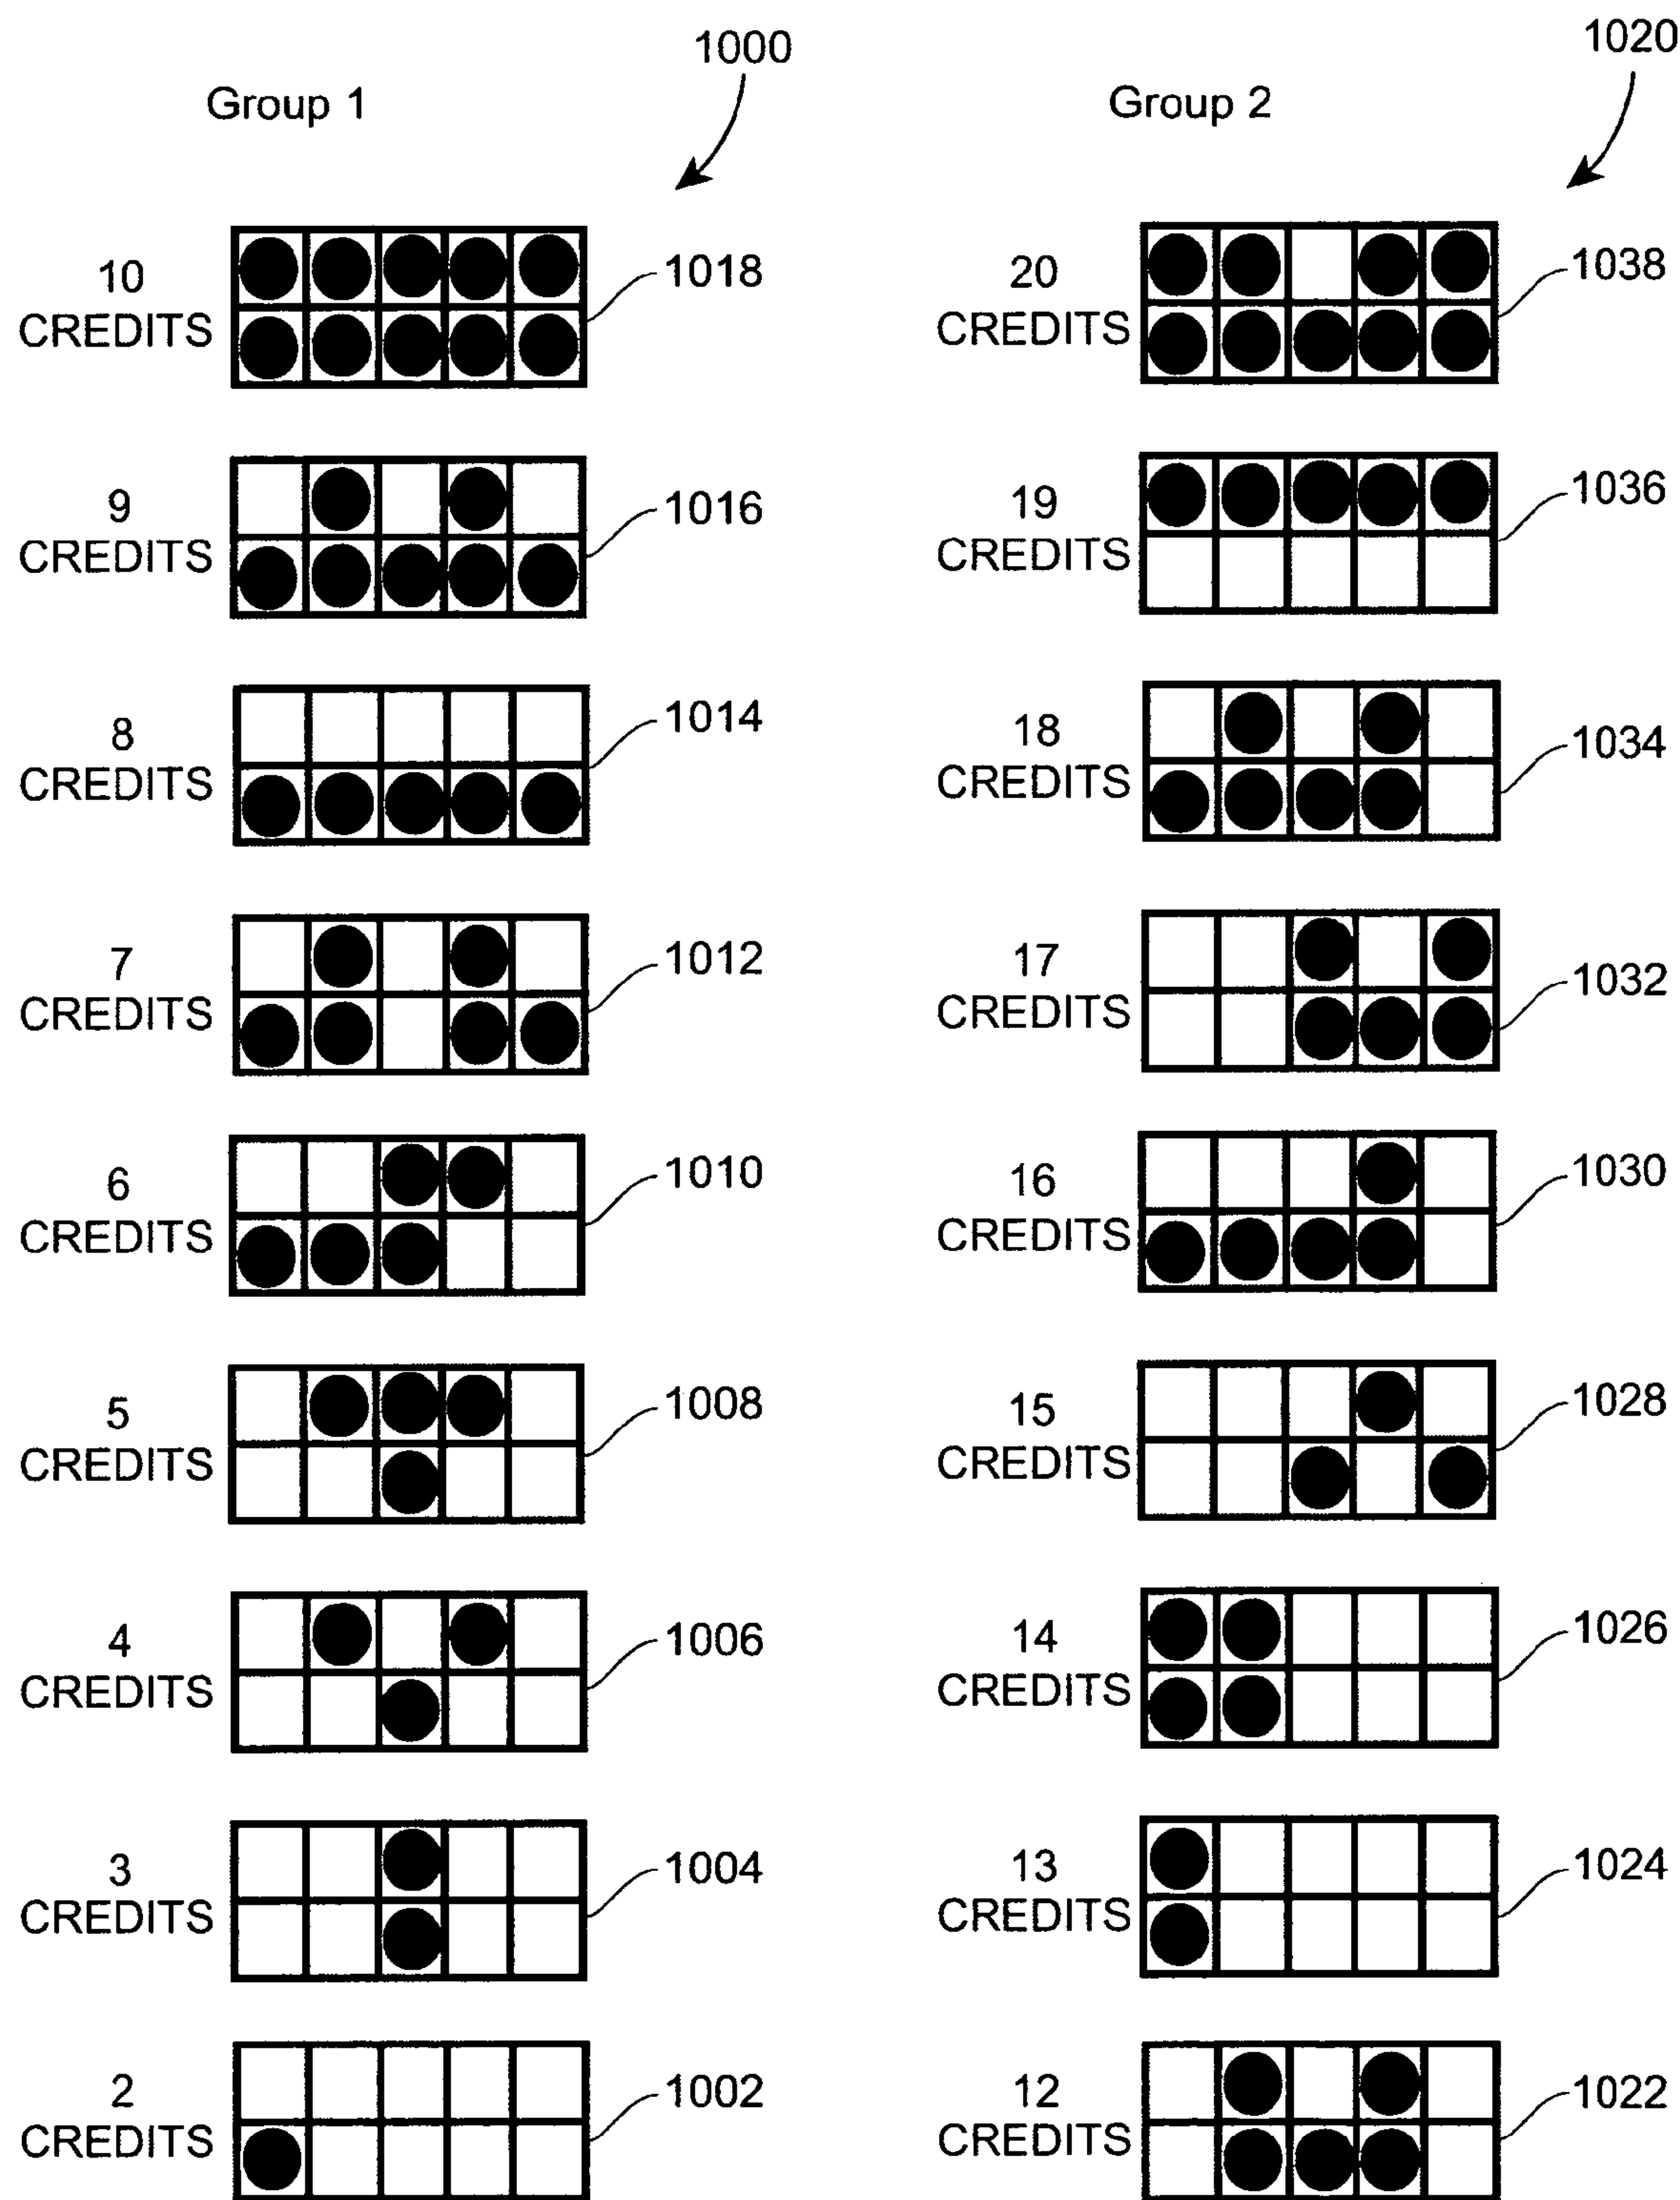 1000
1020
Group 1
Group 2
10
CREDITS
1018
20
CREDITS
1038
9
CREDITS
1016
19
CREDITS
1036
8
CREDITS
1014
18
CREDITS
1034
7
CREDITS
1012
17
CREDITS
1032
6
CREDITS
1010
16
CREDITS
1030
5
CREDITS
1008
15
CREDITS
1028
4
CREDITS
1006
14
CREDITS
1026
3
CREDITS
1004
13
CREDITS
1024
2
CREDITS
1002
12
CREDITS
1022